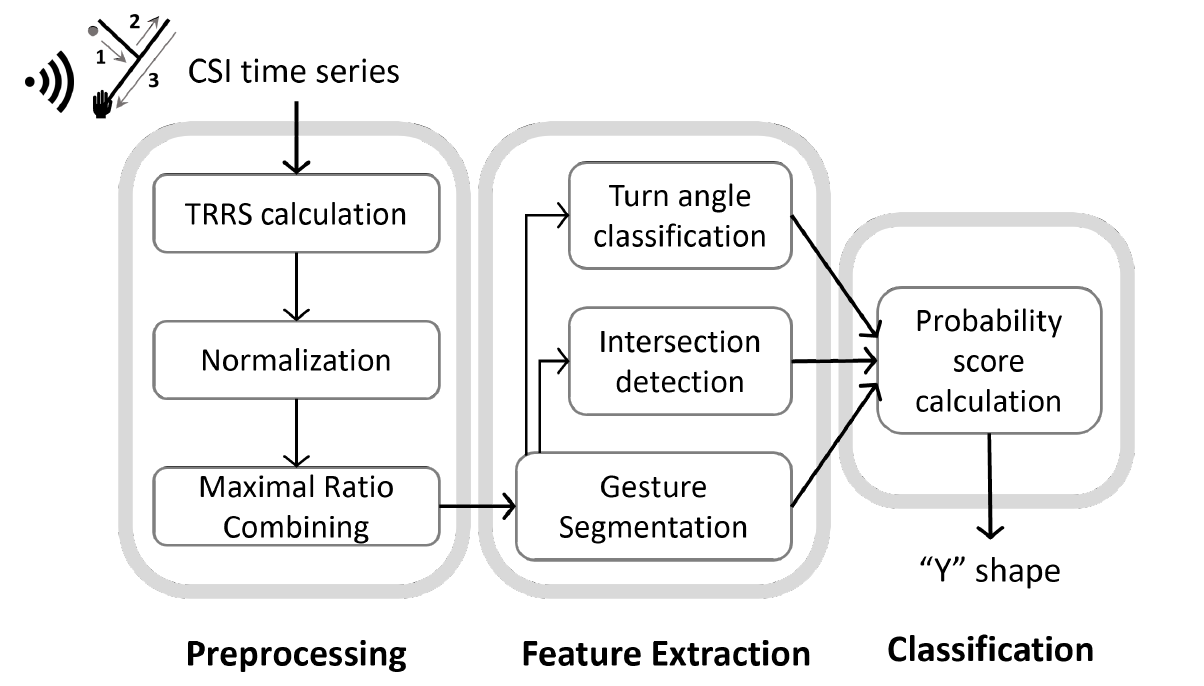 2
1
3
CSI time series
TRRS calculation
Normalization
Maximal Ratio
Combining
Turn angle
classification
Intersection
detection
Gesture
Segmentation
Probability
score
calculation
“Y” shape
Preprocessing
Feature Extraction
Classification